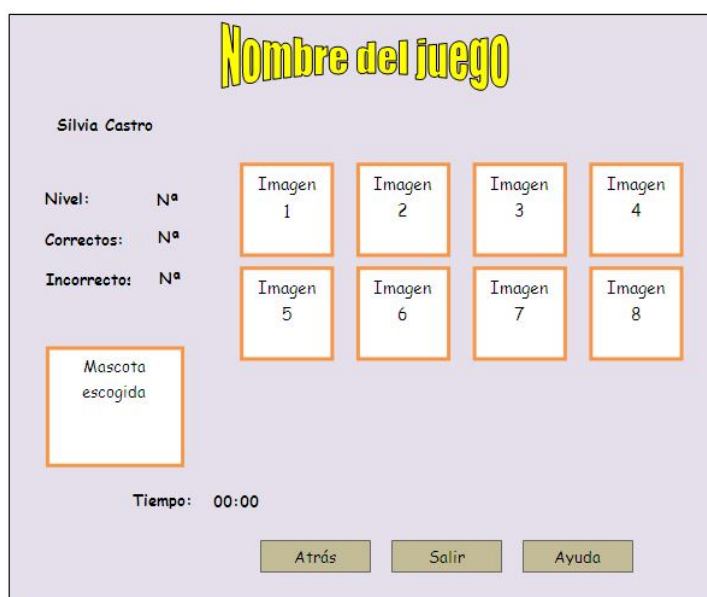 Nombre del juego
Silvia Castro
Nivel: Nª
Correctos: Nª
Incorrecto: Nª
Imagen
1
Imagen
2
Imagen
3
Imagen
4
Imagen
5
Imagen
6
Imagen
7
Imagen
8
Mascota
escogida
Tiempo: 00:00
Atrás
Salir
Ayuda